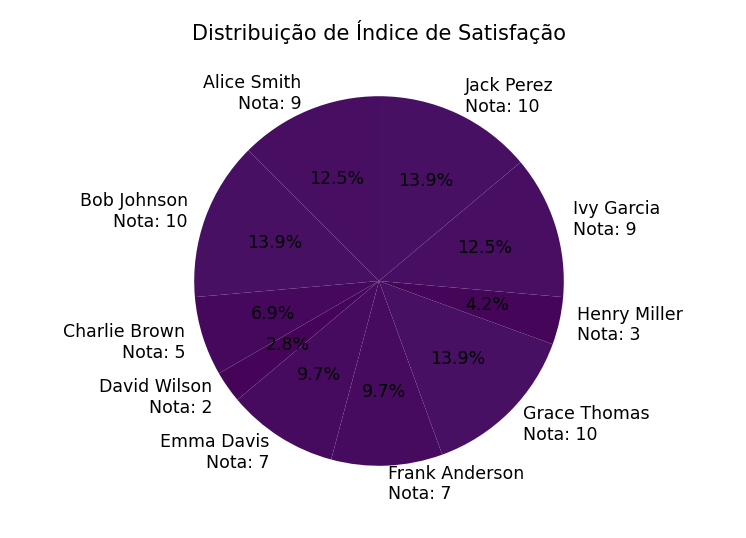 Distribuição de Índice de Satisfação
Alice Smith
Nota: 9
Jack Perez
Nota: 10
12.5%
13.9%
Bob Johnson
Nota: 10
Ivy Garcia
Nota: 9
13.9%
12.5%
6.9%
4.2%
Henry Miller
Nota: 3
Charlie Brown
Nota: 5
2.8%
13.9%
David Wilson
Nota: 2
9.7%
9.7%
Grace Thomas
Nota: 10
Emma Davis
Nota: 7
Frank Anderson
Nota: 7